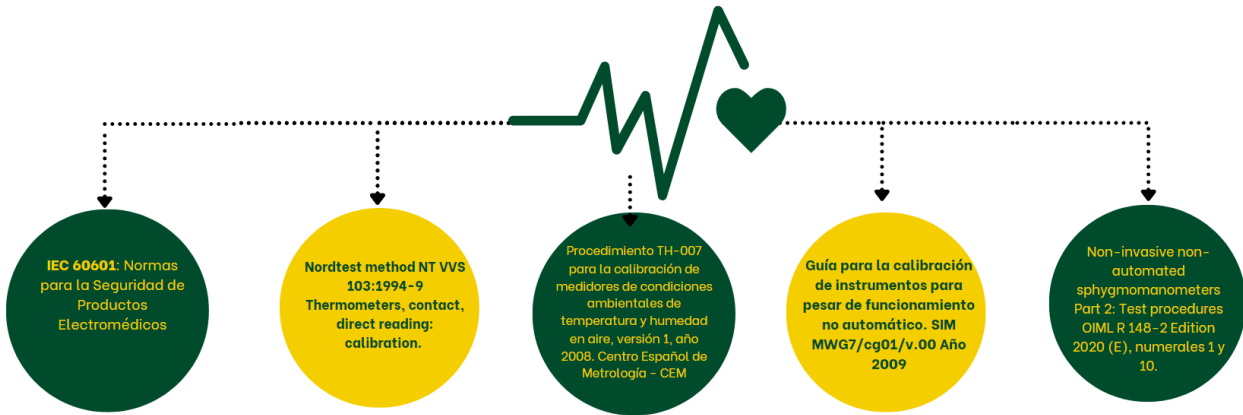 IEC 60601: Normas
para la Seguridad de
Productos
Electromédicos
Nordtest method NT VVS
103:1994-9
Thermometers, contact,
direct reading:
calibration.
Procedimiento TH-007
para la calibración de
medidores de condiciones
ambientales de
temperatura y humedad
en aire, versión 1, año
2008. Centro Español de
Metrología - CEM
Guía para la calibración
de instrumentos para
pesar de funcionamiento
no automático. SIM
MWG7/cg01/v.00 Año
2009
Non-invasive non-
automated
sphygmomanometers
Part 2: Test procedures
OIML R 148-2 Edition
2020 (E), numerales 1 y
10.